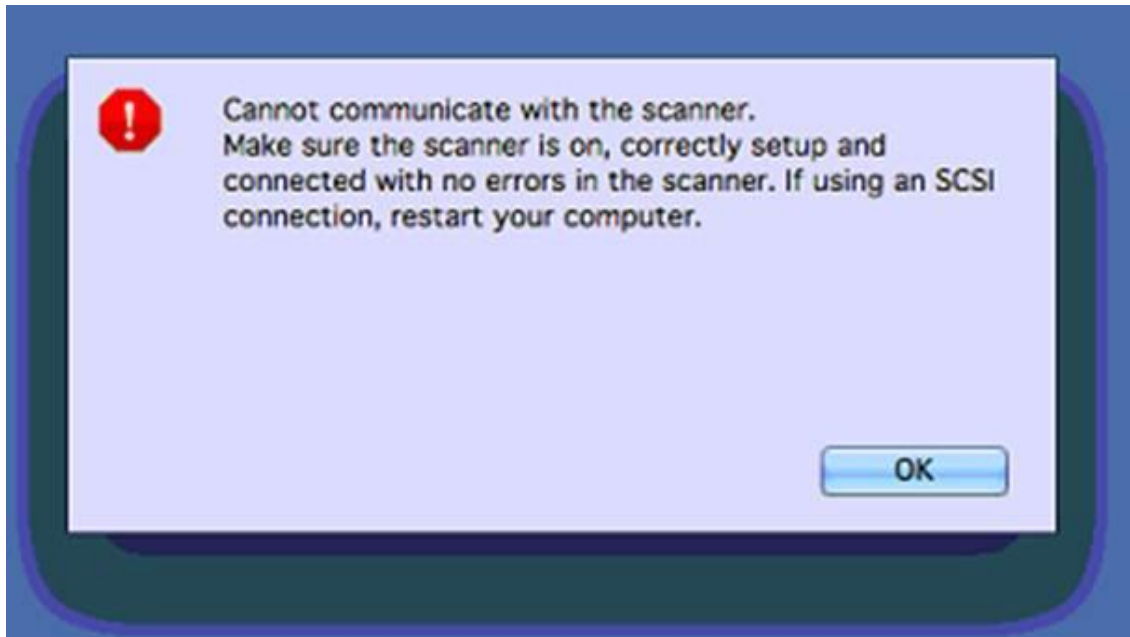 Cannot communicate with the scanner.
Make sure the scanner is on, correctly setup and
connected with no errors in the scanner. If using an SCSI
connection, restart your computer.
OK